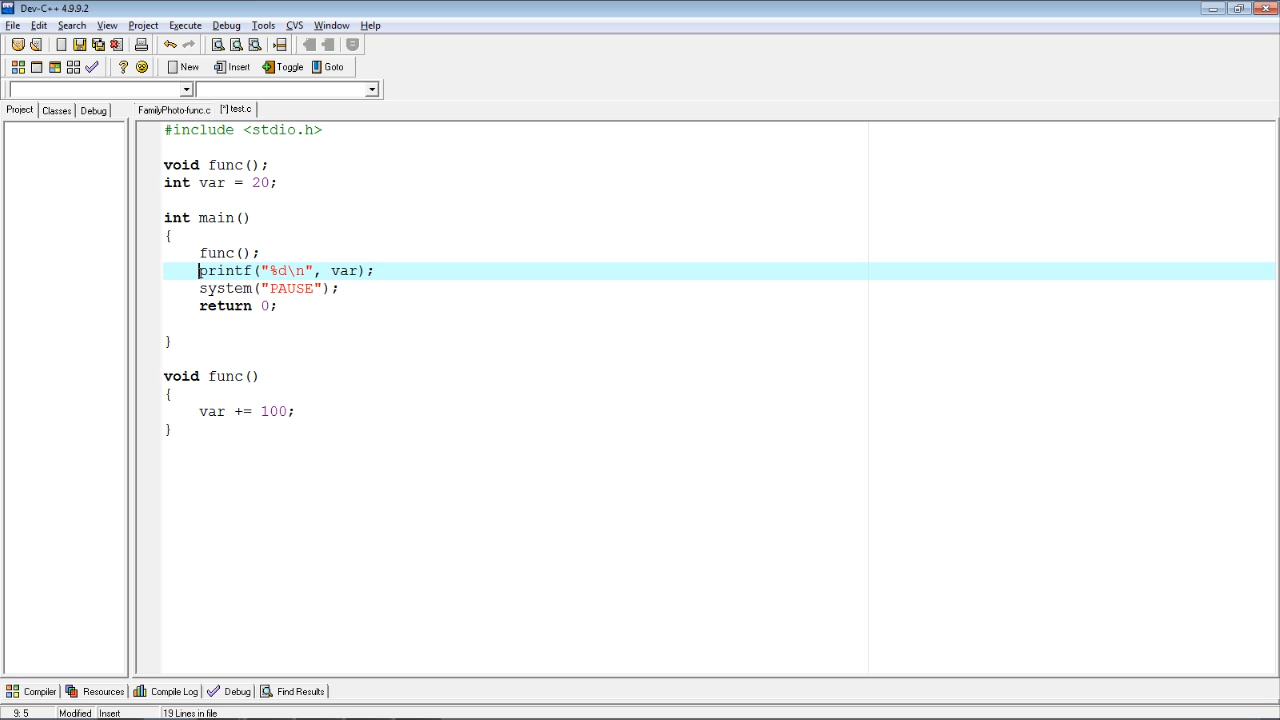 Dev-C++ 4.9.9.2
File Edit Search View Project Execute Debug Tools CVS Window Help
New Insert Toggle Goto
Project Classes Debug FamilyPhoto-func.c [*] test.c
#include <stdio.h>
void func();
int var = 20;
int main()
{
func();
printf("%d\n", var);
system("PAUSE");
return 0;
}
void func()
{
var += 100;
}
Compiler Resources Compile Log Debug Find Results
9: 5 Modified Insert 19 Lines in file